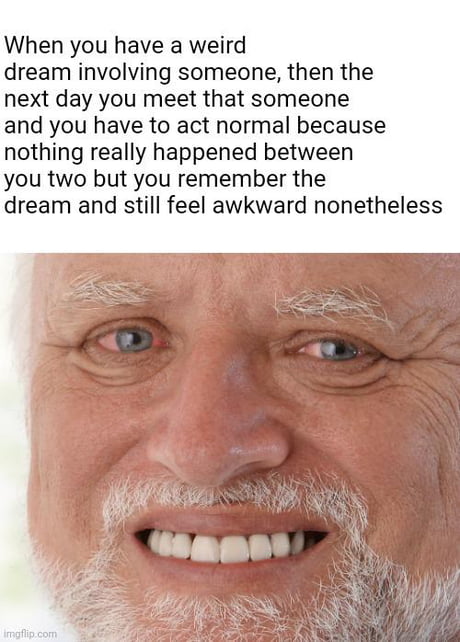 When you have a weird
dream involving someone, then the
next day you meet that someone
and you have to act normal because
nothing really happened between
you two but you remember the
dream and still feel awkward nonetheless
imgflip.com